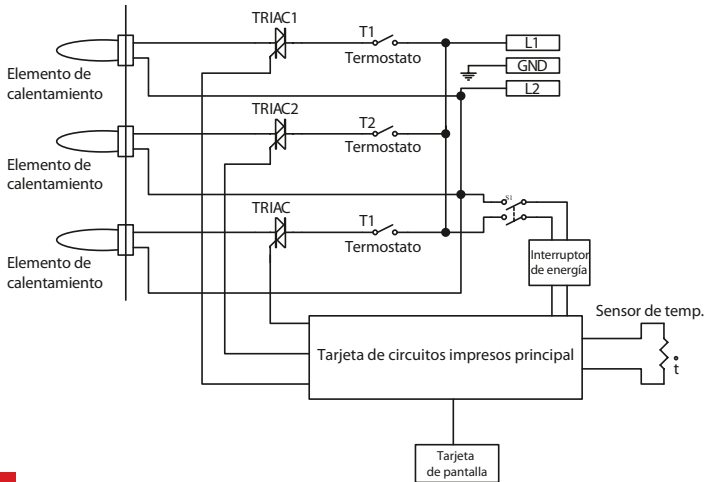 TRIAC1
T1
Termostato
L1
GND
L2
Elemento de
calentamiento
TRIAC2
T2
Termostato
Elemento de
calentamiento
S1
TRIAC
T1
Termostato
Elemento de
calentamiento
Interruptor
de energía
Sensor de temp.
Tarjeta de circuitos impresos principal
t
Tarjeta
de pantalla